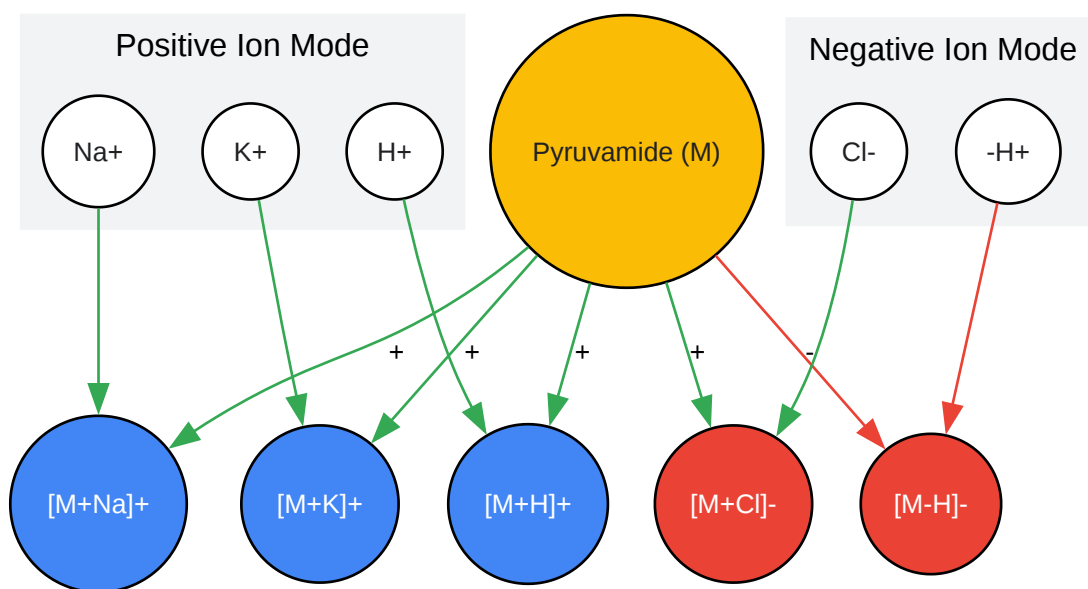 Positive Ion Mode
Negative Ion Mode
Na+
K+
H+
Pyruvamide (M)
Cl-
-H+
+
+
+
+
-
[M+Na]+
[M+K]+
[M+H]+
[M+Cl]-
[M-H]-